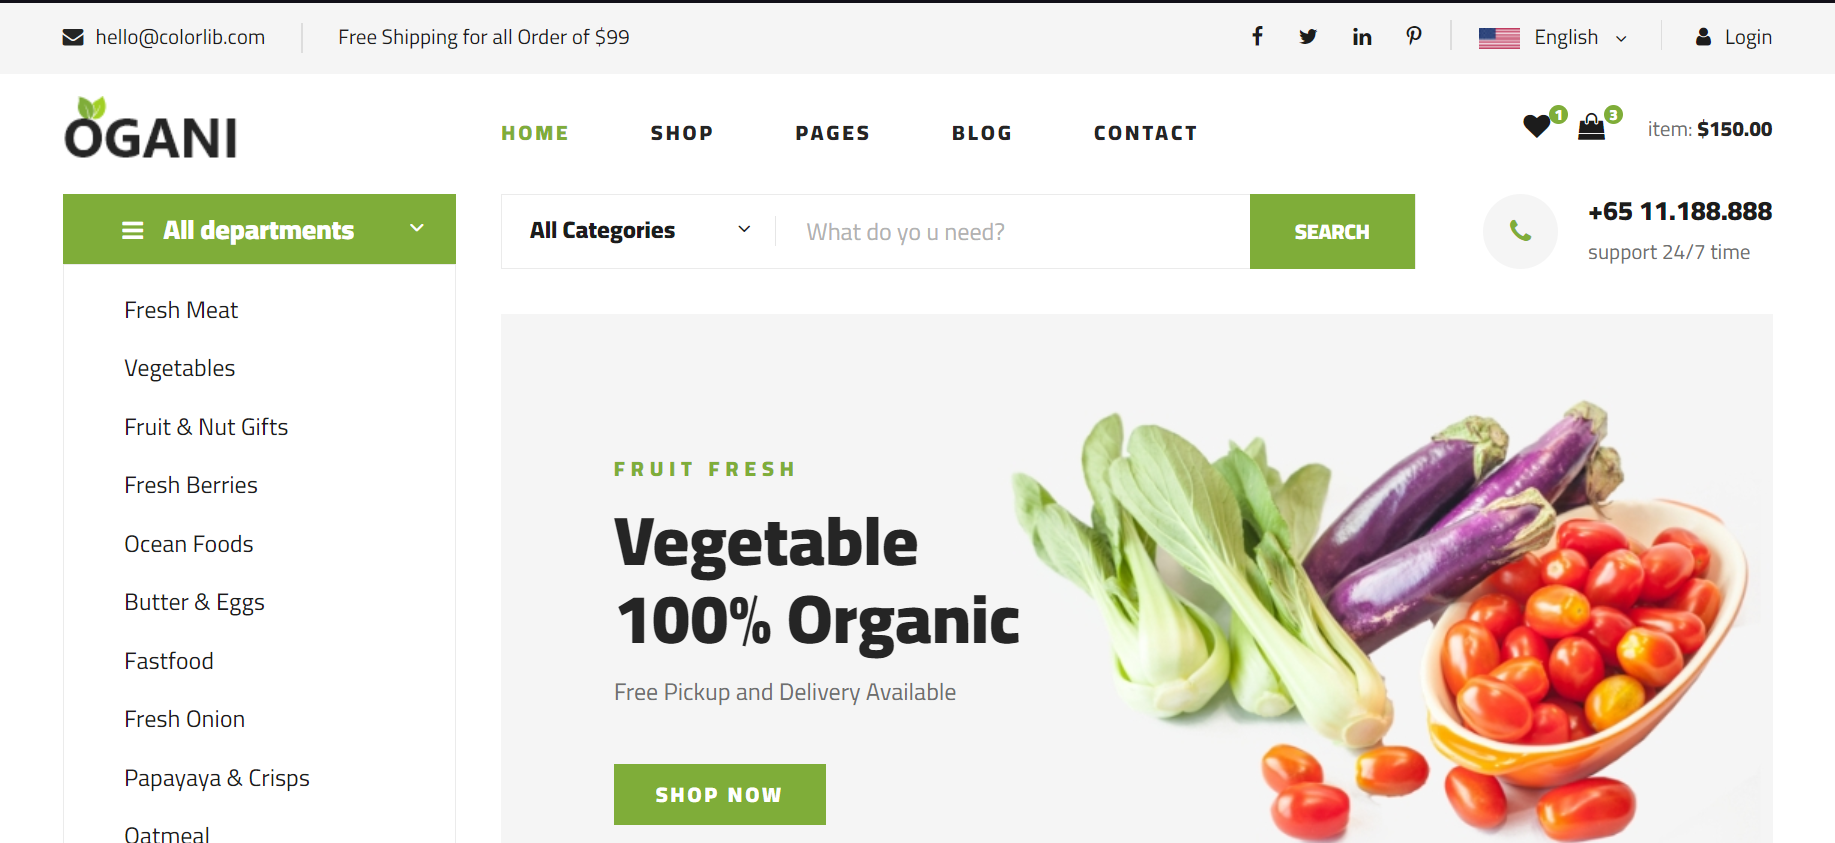 hello@colorlib.com
Free Shipping for all Order of $99
English
Login
OGANI
HOME
SHOP
PAGES
BLOG
CONTACT
1
3
item: $150.00
All departments
All Categories
What do yo u need?
SEARCH
+65 11.188.888
support 24/7 time
Fresh Meat
Vegetables
Fruit & Nut Gifts
Fresh Berries
Ocean Foods
Butter & Eggs
Fastfood
Fresh Onion
Papayaya & Crisps
Oatmeal
FRUIT FRESH
Vegetable
100% Organic
Free Pickup and Delivery Available
SHOP NOW